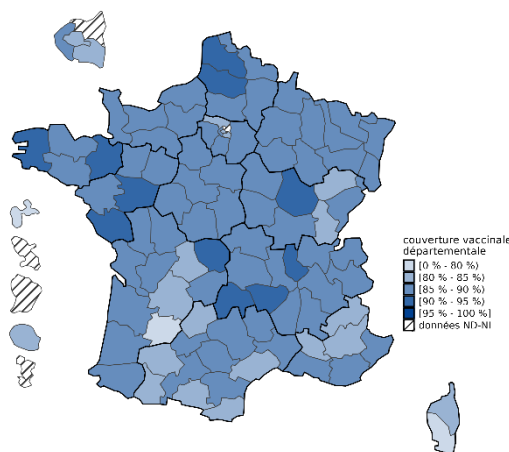 couverture vaccinale
départementale
[0 % - 80 %)
[80 % - 85 %)
[85 % - 90 %)
[90 % - 95 %)
[95 % - 100 %]
données ND-NI